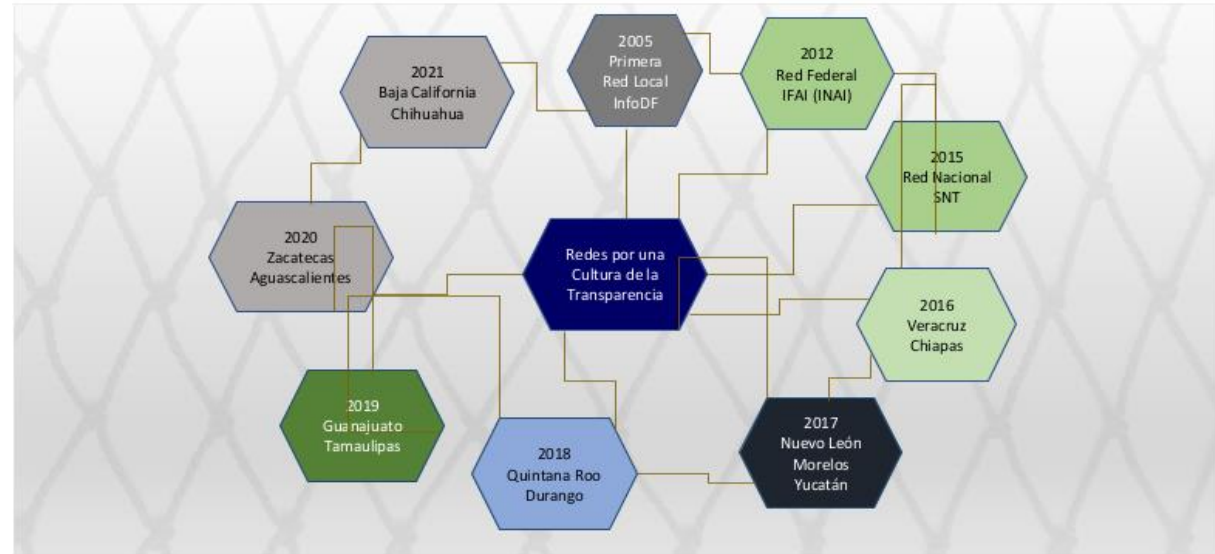 2005
Primera
Red Local
InfoDF
2012
Red Federal
IFAI (INAI)
2015
Red Nacional
SNT
2016
Veracruz
Chiapas
2017
Nuevo León
Morelos
Yucatán
2018
Quintana Roo
Durango
2019
Guanajuato
Tamaulipas
2020
Zacatecas
Aguascalientes
2021
Baja California
Chihuahua
Redes por una
Cultura de la
Transparencia